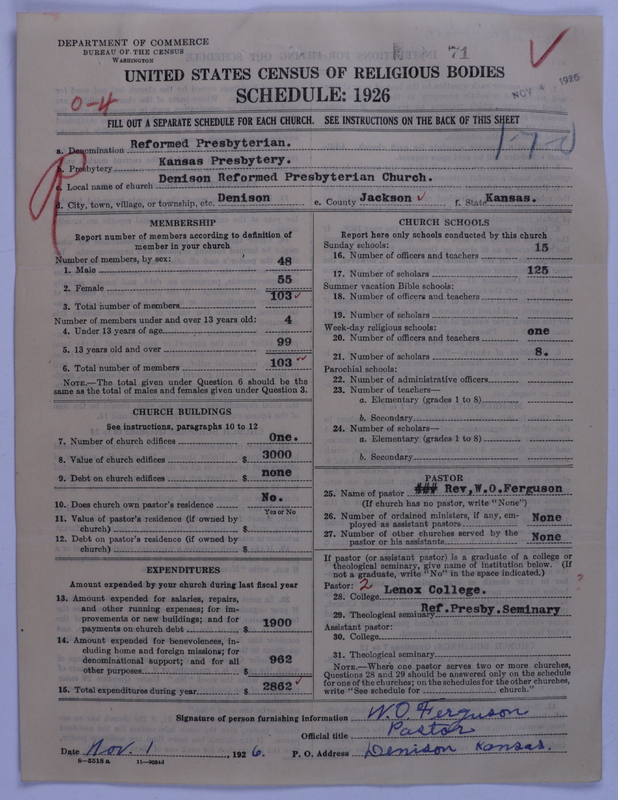 DEPARTMENT OF COMMERCE
BUREAU OF THE CENSUS
WASHINGTON
71
UNITED STATES CENSUS OF RELIGIOUS BODIES
SCHEDULE: 1926
NOV 4 1926
0-4
FILL OUT A SEPARATE SCHEDULE FOR EACH CHURCH. SEE INSTRUCTIONS ON THE BACK OF THIS SHEET
a. Denomination Reformed Presbyterian.
b. Presbytery Kansas Presbytery.
c. Local name of church Denison Reformed Presbyterian Church.
d. City, town, village, or township, etc. Denison e. County Jackson f. State Kansas.
MEMBERSHIP
Report number of members according to definition of
member in your church
Number of members, by sex:
1. Male 48
2. Female 55
3. Total number of members 103
Number of members under and over 13 years old:
4. Under 13 years of age 4
5. 13 years old and over 99
6. Total number of members 103
NOTE.—The total given under Question 6 should be the
same as the total of males and females given under Question 3.
CHURCH BUILDINGS
See instructions, paragraphs 10 to 12
7. Number of church edifices One.
8. Value of church edifices $ 3000
9. Debt on church edifices $ none
10. Does church own pastor's residence No.
Yes or No
11. Value of pastor's residence (if owned by
church) $
12. Debt on pastor's residence (if owned by
church) $
EXPENDITURES
Amount expended by your church during last fiscal year
13. Amount expended for salaries, repairs,
and other running expenses; for im-
provements or new buildings; and for
payments on church debt $ 1900
14. Amount expended for benevolences, in-
cluding home and foreign missions; for
denominational support; and for all
other purposes $ 962
15. Total expenditures during year $ 2862
CHURCH SCHOOLS
Report here only schools conducted by this church
Sunday schools:
16. Number of officers and teachers 15
17. Number of scholars 125
Summer vacation Bible schools:
18. Number of officers and teachers
19. Number of scholars
Week-day religious schools:
20. Number of officers and teachers one
21. Number of scholars 8.
Parochial schools:
22. Number of administrative officers
23. Number of teachers—
a. Elementary (grades 1 to 8)
b. Secondary
24. Number of scholars—
a. Elementary (grades 1 to 8)
b. Secondary
PASTOR
25. Name of pastor Rev,W.O.Ferguson
(If church has no pastor, write "None")
26. Number of ordained ministers, if any, em-
ployed as assistant pastors None
27. Number of other churches served by the
pastor or his assistants None
If pastor (or assistant pastor) is a graduate of a college or
theological seminary, give name of institution below. (If
not a graduate, write "No" in the space indicated.)
Pastor: 2 ?
28. College Lenox College.
29. Theological seminary Ref.Presby.Seminary
Assistant pastor:
30. College
31. Theological seminary
NOTE.—Where one pastor serves two or more churches,
Questions 28 and 29 should be answered only on the schedule
for one of the churches; on the schedules for the other churches,
write "See schedule for church."
Signature of person furnishing information W.O. Ferguson
Official title Pastor
Date Nov. 1, 1926. P. O. Address Denison Kansas.
8-5518 a